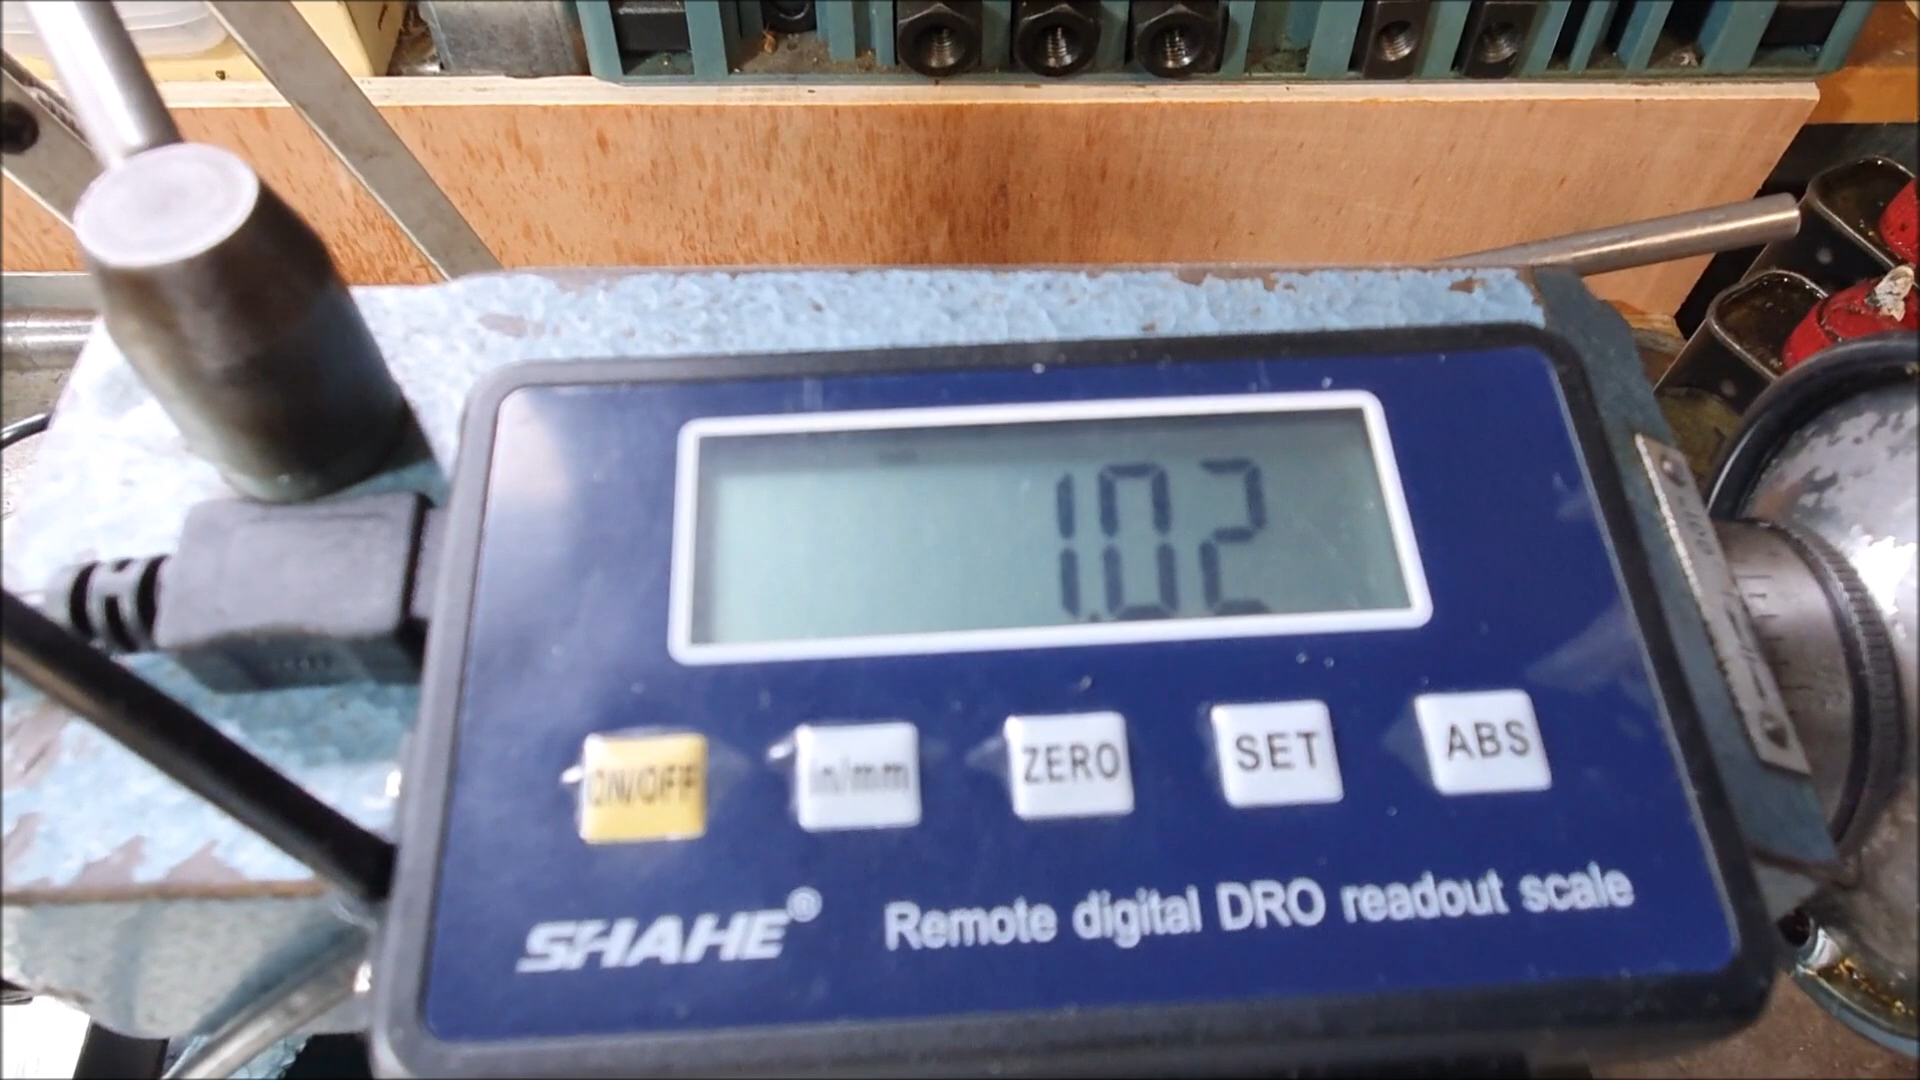 1.02
ON/OFF
in/mm
ZERO
SET
ABS
SHAHE®
Remote digital DRO readout scale